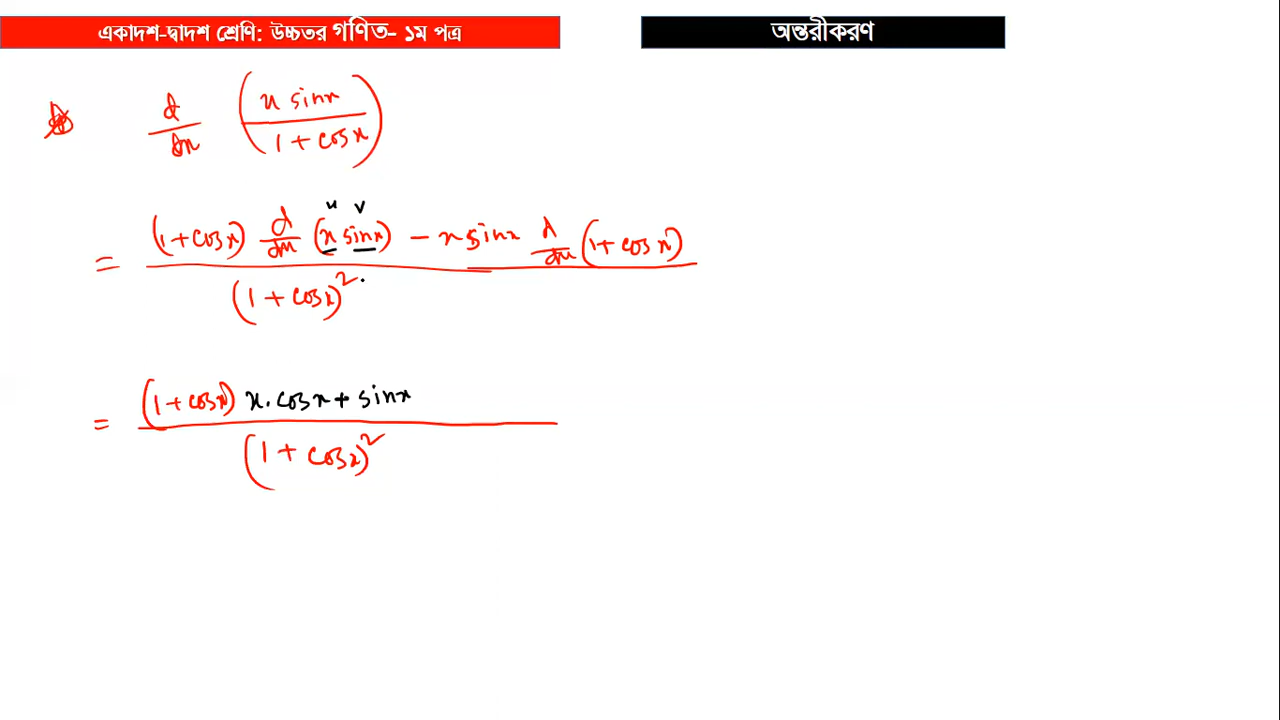 একাদশ-দ্বাদশ শ্রেণি: উচ্চতর গণিত- ১ম পত্র
অন্তরীকরণ
d/dx (x sinx / 1 + cosx)
u v
= (1+cosx) d/dx (x sinx) - x sinx d/dx (1+ cosx) / (1 + cosx)²
= (1+cosx) x.cosx + sinx / (1 + cosx)²